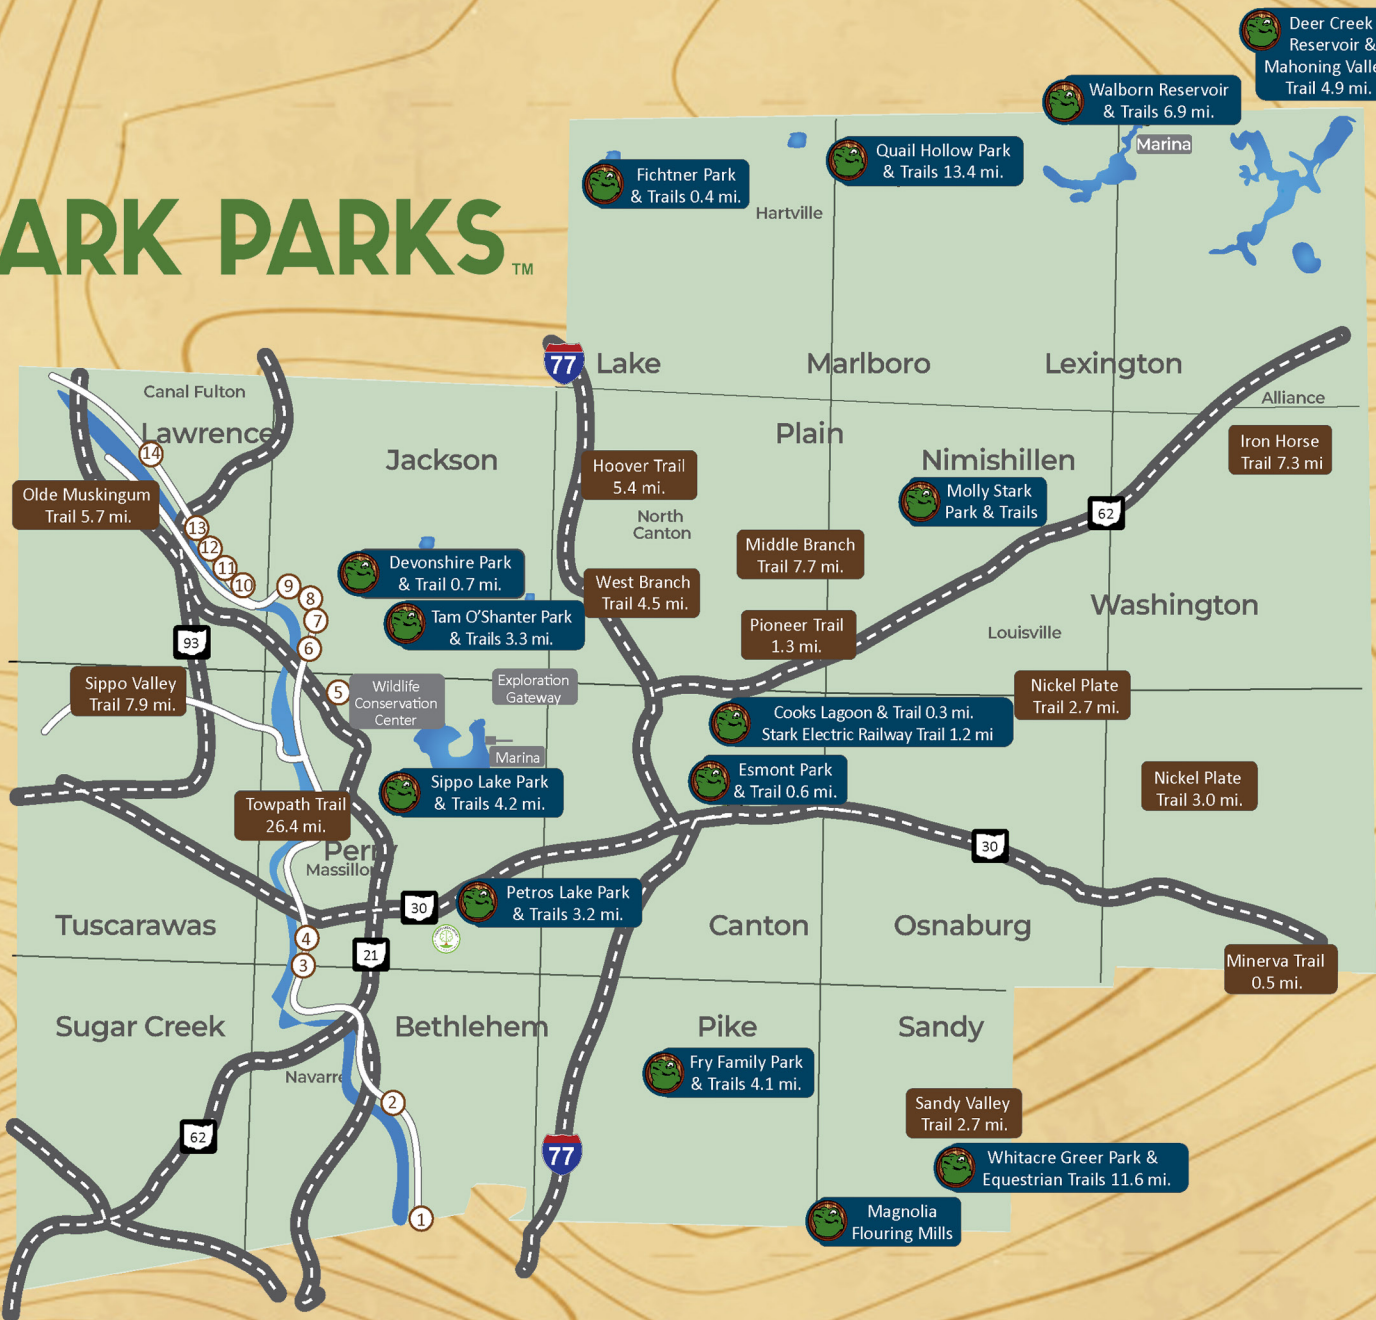 Deer Creek
Reservoir &
Mahoning Valle
Trail 4.9 mi.
Walborn Reservoir
& Trails 6.9 mi.
Marina
Quail Hollow Park
& Trails 13.4 mi.
Fichtner Park
& Trails 0.4 mi.
Hartville
ARK PARKS™
77
Lake
Marlboro
Lexington
Alliance
Canal Fulton
Lawrence
Jackson
Plain
Nimishillen
Iron Horse
Trail 7.3 mi
14
Hoover Trail
5.4 mi.
Olde Muskingum
Trail 5.7 mi.
Molly Stark
Park & Trails
62
North
Canton
13
12
11
10
9
8
7
6
Middle Branch
Trail 7.7 mi.
Devonshire Park
& Trail 0.7 mi.
West Branch
Trail 4.5 mi.
Tam O'Shanter Park
& Trails 3.3 mi.
Washington
Pioneer Trail
1.3 mi.
Louisville
93
Sippo Valley
Trail 7.9 mi.
5
Wildlife
Conservation
Center
Exploration
Gateway
Nickel Plate
Trail 2.7 mi.
Cooks Lagoon & Trail 0.3 mi.
Stark Electric Railway Trail 1.2 mi
Marina
Sippo Lake Park
& Trails 4.2 mi.
Esmont Park
& Trail 0.6 mi.
Nickel Plate
Trail 3.0 mi.
Towpath Trail
26.4 mi.
Perry
Massillon
30
30
Petros Lake Park
& Trails 3.2 mi.
Tuscarawas
4
3
21
Canton
Osnaburg
Minerva Trail
0.5 mi.
Sugar Creek
Bethlehem
Pike
Sandy
Navarre
Fry Family Park
& Trails 4.1 mi.
2
Sandy Valley
Trail 2.7 mi.
62
77
Whitacre Greer Park &
Equestrian Trails 11.6 mi.
1
Magnolia
Flouring Mills